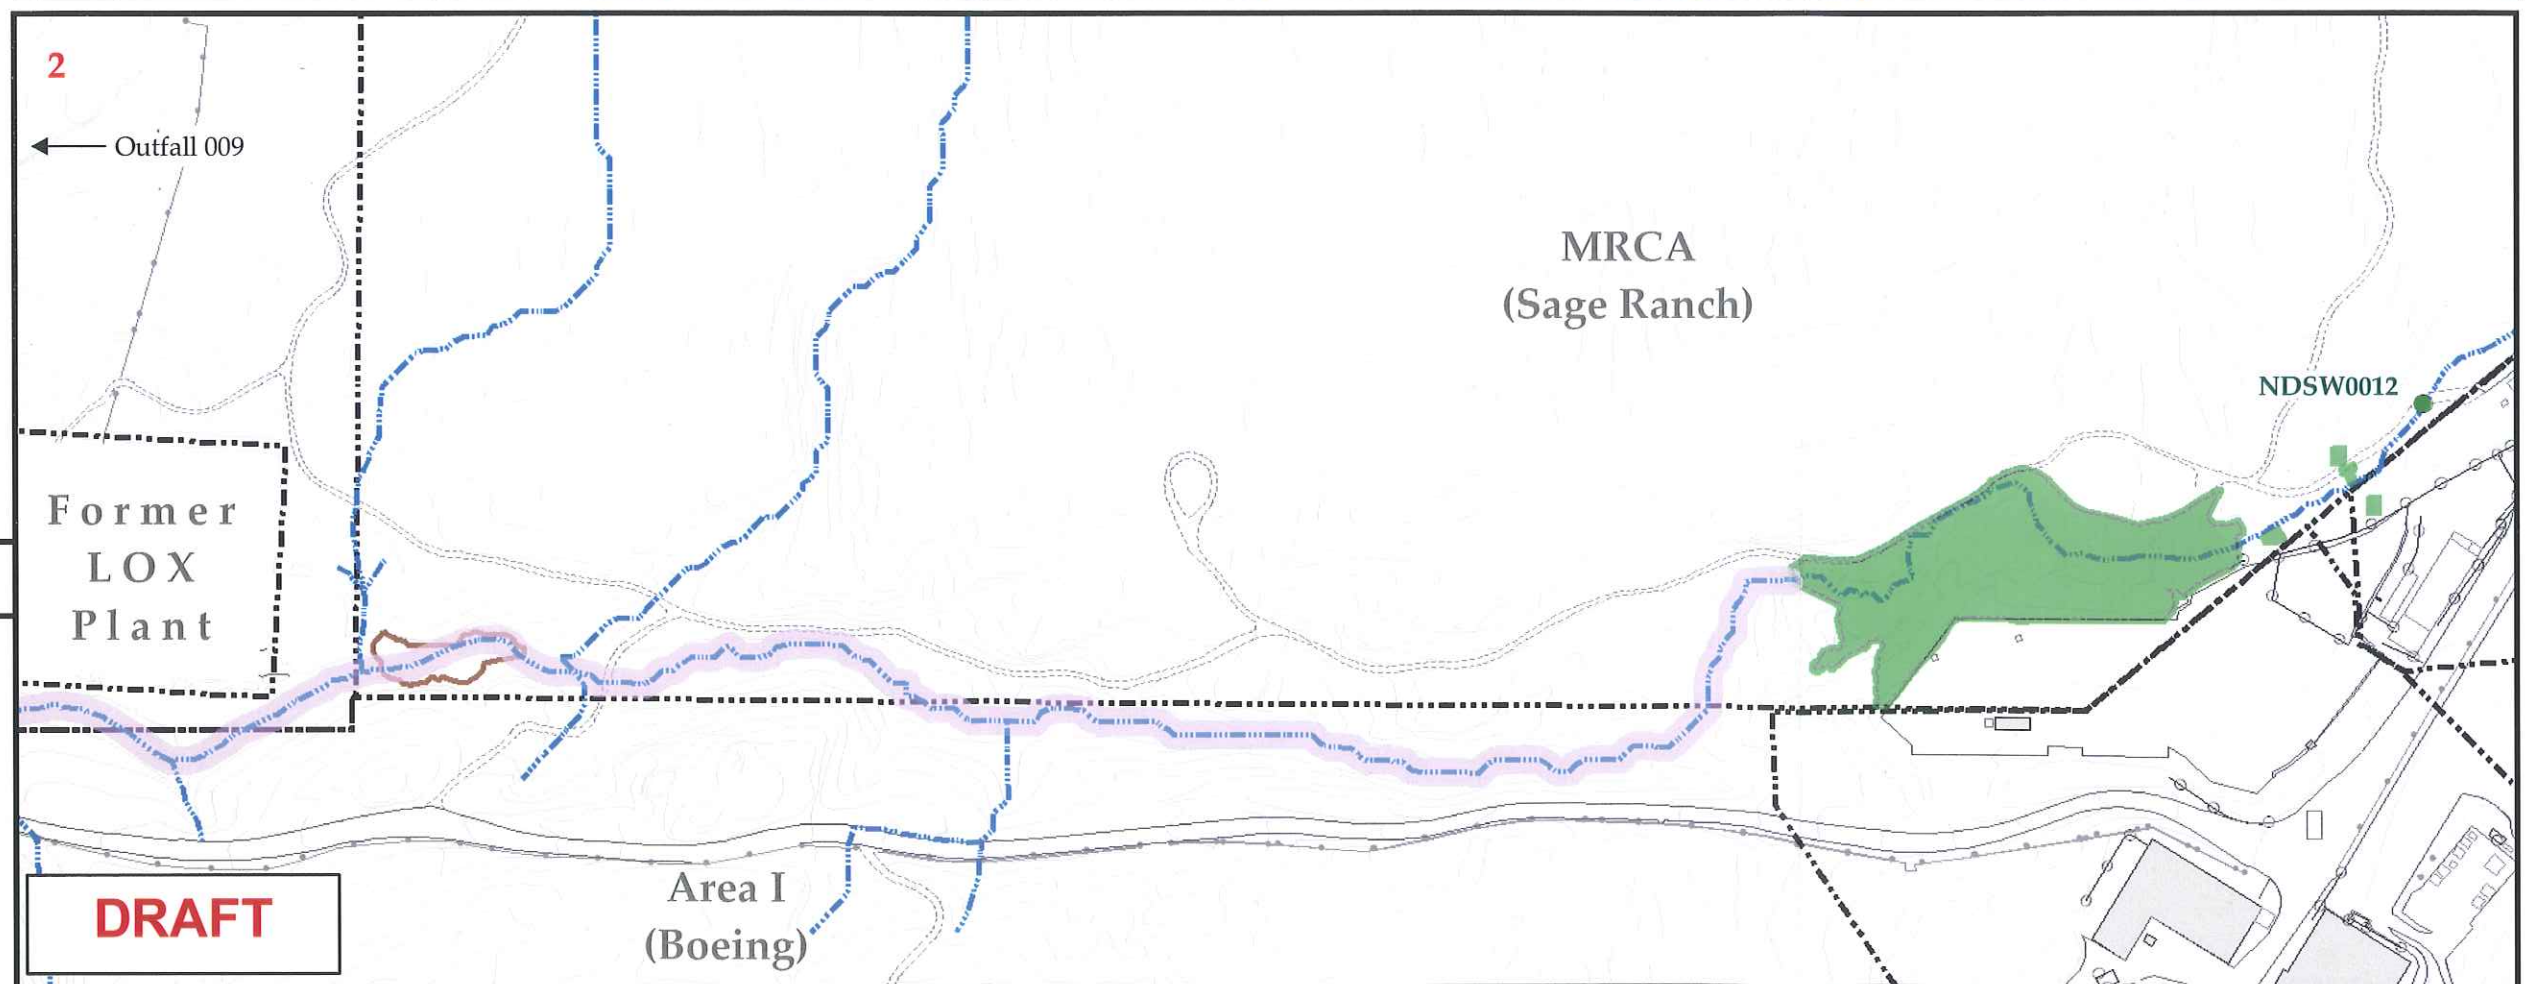 2
Outfall 009
MRCA
(Sage Ranch)
NDSW0012
Former
LOX
Plant
Area I
(Boeing)
DRAFT